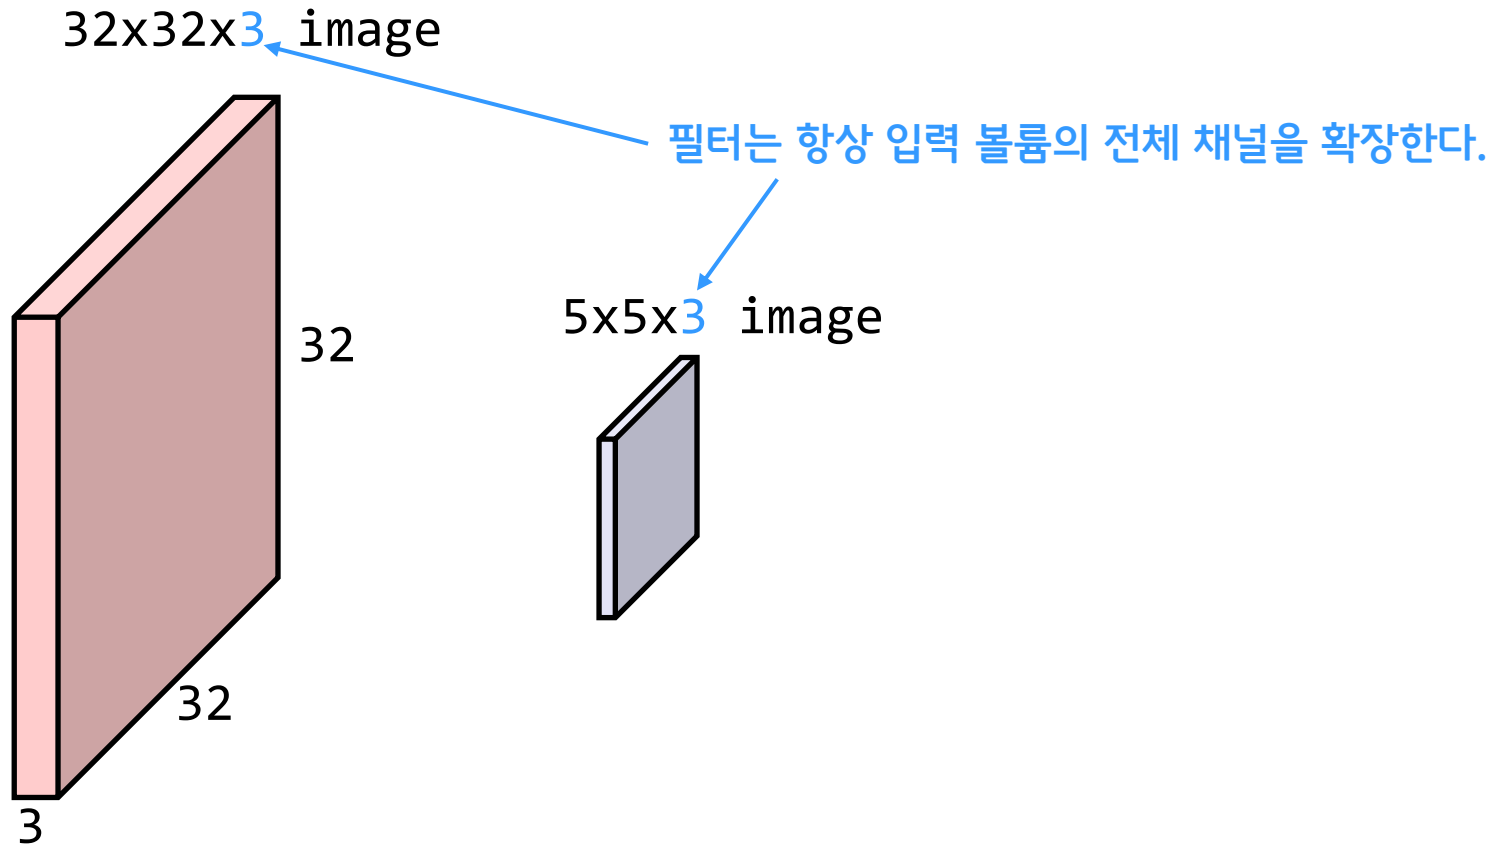 32x32x3 image
필터는 항상 입력 볼륨의 전체 채널을 확장한다.
5x5x3 image
32
32
3